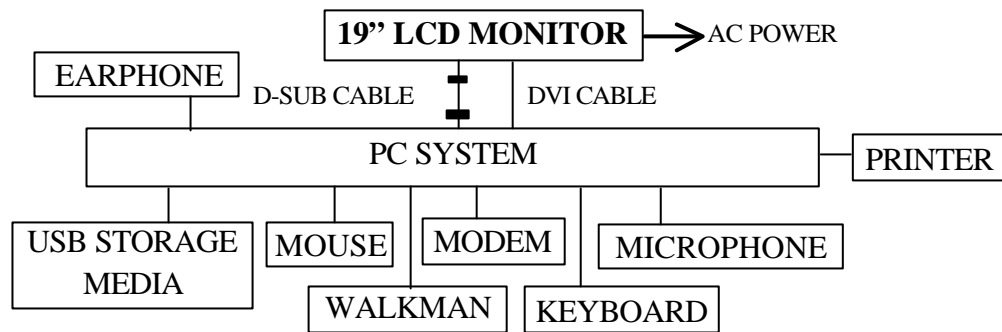 19” LCD MONITOR
AC POWER
EARPHONE
D-SUB CABLE
DVI CABLE
PC SYSTEM
PRINTER
USB STORAGE
MEDIA
MOUSE
MODEM
MICROPHONE
WALKMAN
KEYBOARD